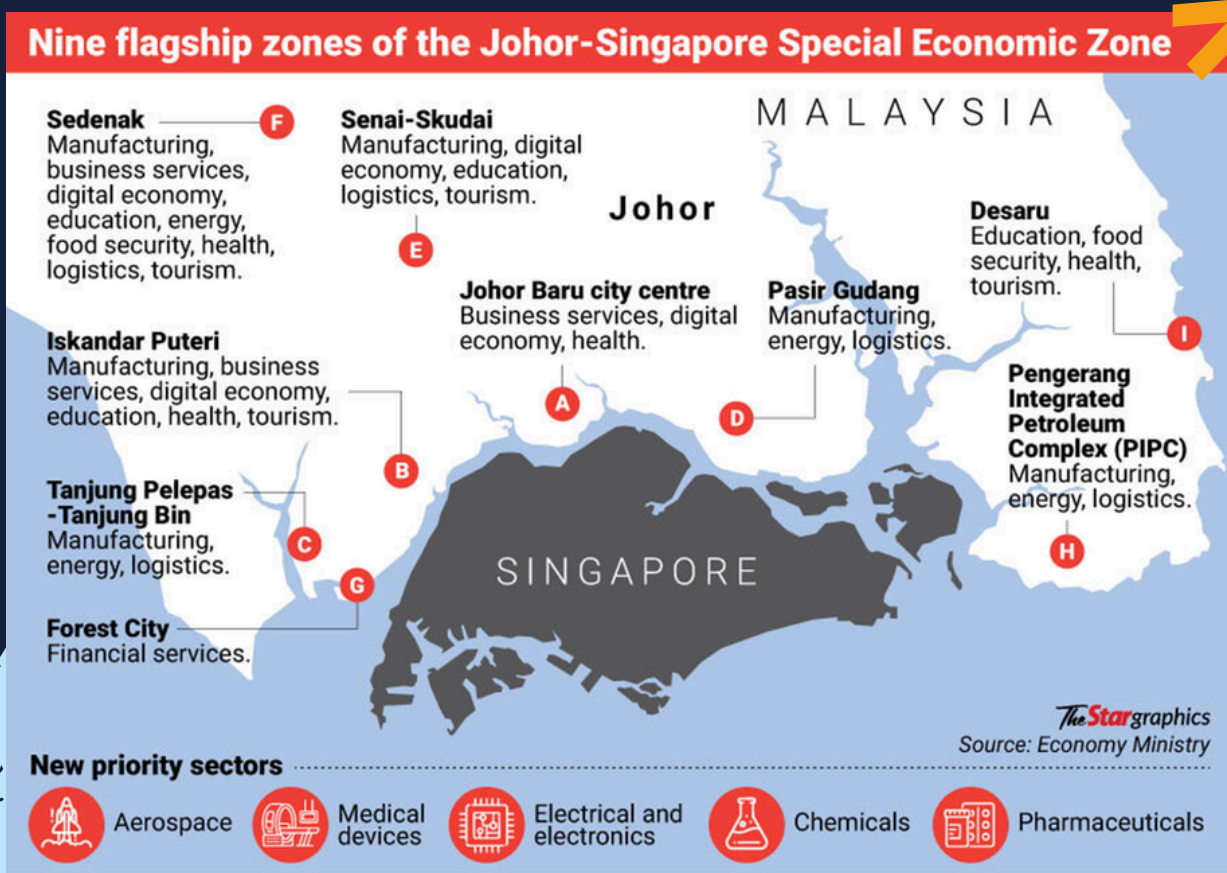 Nine flagship zones of the Johor-Singapore Special Economic Zone
MALAYSIA
Johor
SINGAPORE
Sedenak
F
Manufacturing,
business services,
digital economy,
education, energy,
food security, health,
logistics, tourism.
Senai-Skudai
Manufacturing, digital
economy, education,
logistics, tourism.
E
Johor Baru city centre
Business services, digital
economy, health.
A
Pasir Gudang
Manufacturing,
energy, logistics.
D
Desaru
Education, food
security, health,
tourism.
I
Iskandar Puteri
Manufacturing, business
services, digital economy,
education, health, tourism.
B
Pengerang
Integrated
Petroleum
Complex (PIPC)
Manufacturing,
energy, logistics.
H
Tanjung Pelepas
-Tanjung Bin
Manufacturing,
energy, logistics.
C
Forest City
Financial services.
G
TheStargraphics
Source: Economy Ministry
New priority sectors
Aerospace
Medical
devices
Electrical and
electronics
Chemicals
Pharmaceuticals